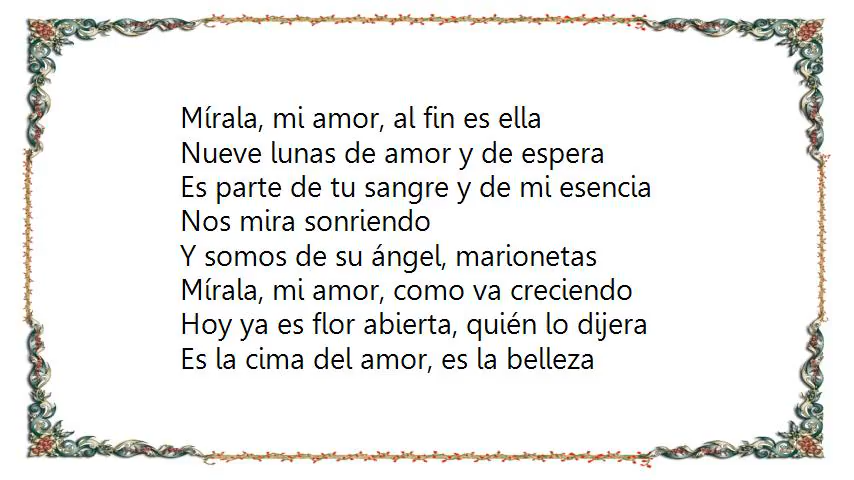 Mírala, mi amor, al fin es ella
Nueve lunas de amor y de espera
Es parte de tu sangre y de mi esencia
Nos mira sonriendo
Y somos de su ángel, marionetas
Mírala, mi amor, como va creciendo
Hoy ya es flor abierta, quién lo dijera
Es la cima del amor, es la belleza